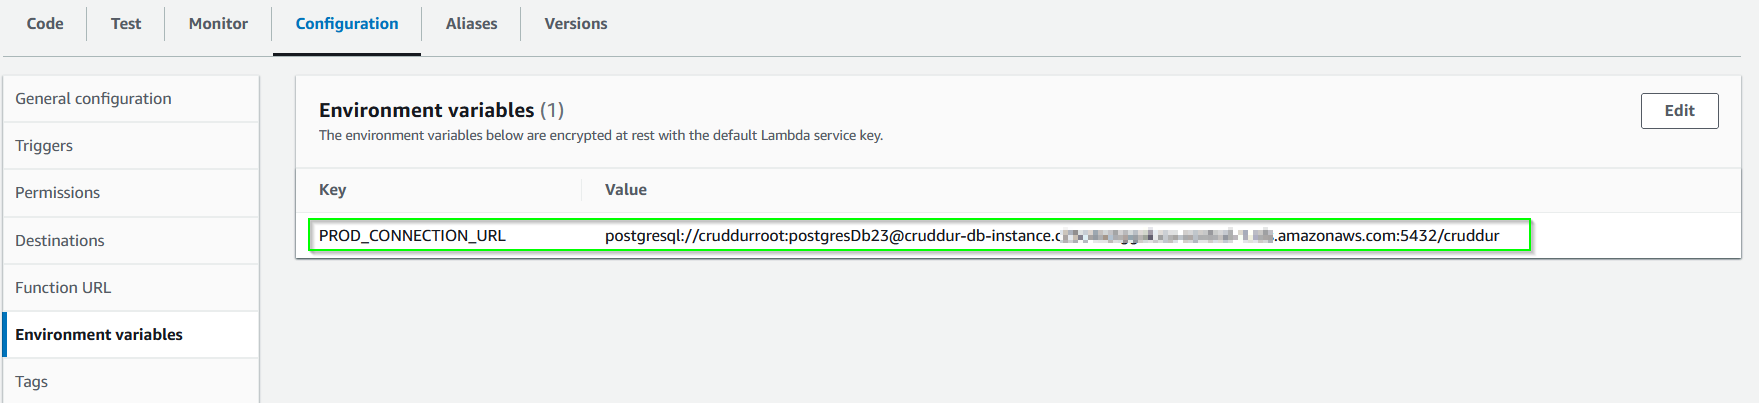 Code Test Monitor Configuration Aliases Versions
General configuration
Triggers
Permissions
Destinations
Function URL
Environment variables
Tags
Environment variables (1)
Edit
The environment variables below are encrypted at rest with the default Lambda service key.
Key Value
PROD_CONNECTION_URL postgresql://cruddurroot:postgresDb23@cruddur-db-instance. .amazonaws.com:5432/cruddur